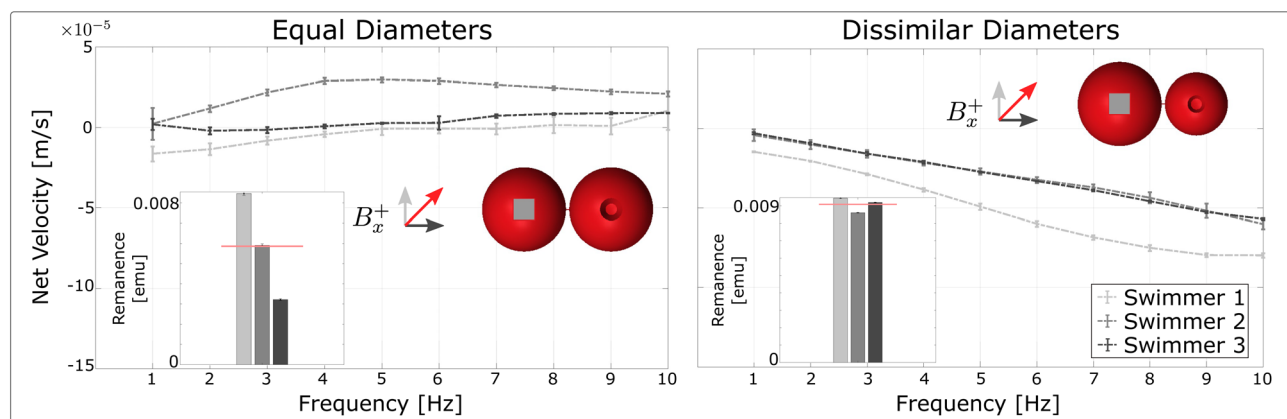 Equal Diameters
Dissimilar Diameters
×10⁻⁵
Net Velocity [m/s]
5
0
-5
-10
-15
Bₓ⁺
Remanence
[emu]
0.008
0
1 2 3 4 5 6 7 8 9 10
Frequency [Hz]
Bₓ⁺
Remanence
[emu]
0.009
0
Swimmer 1
Swimmer 2
Swimmer 3
1 2 3 4 5 6 7 8 9 10
Frequency [Hz]